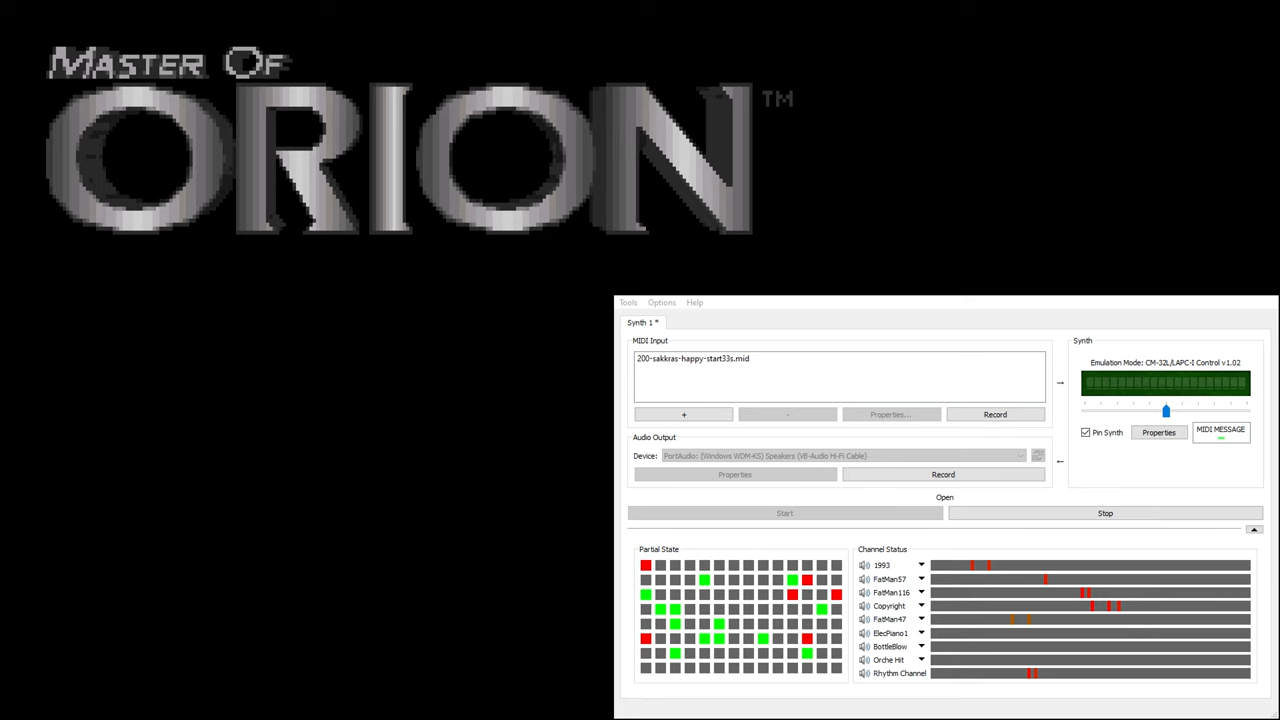 MASTER OF
ORION™
Tools Options Help
Synth 1 *
MIDI Input
200-sakkras-happy-start33s.mid
+ - Properties... Record
Audio Output
Device: PortAudio: (Windows WDM-KS) Speakers (VB-Audio Hi-Fi Cable)
Properties Record
Synth
Emulation Mode: CM-32L/LAPC-I Control v1.02
Pin Synth Properties MIDI MESSAGE
Open
Start Stop
Partial State
Channel Status
1993
FatMan57
FatMan116
Copyright
FatMan47
ElecPiano1
BottleBlow
Orche Hit
Rhythm Channel